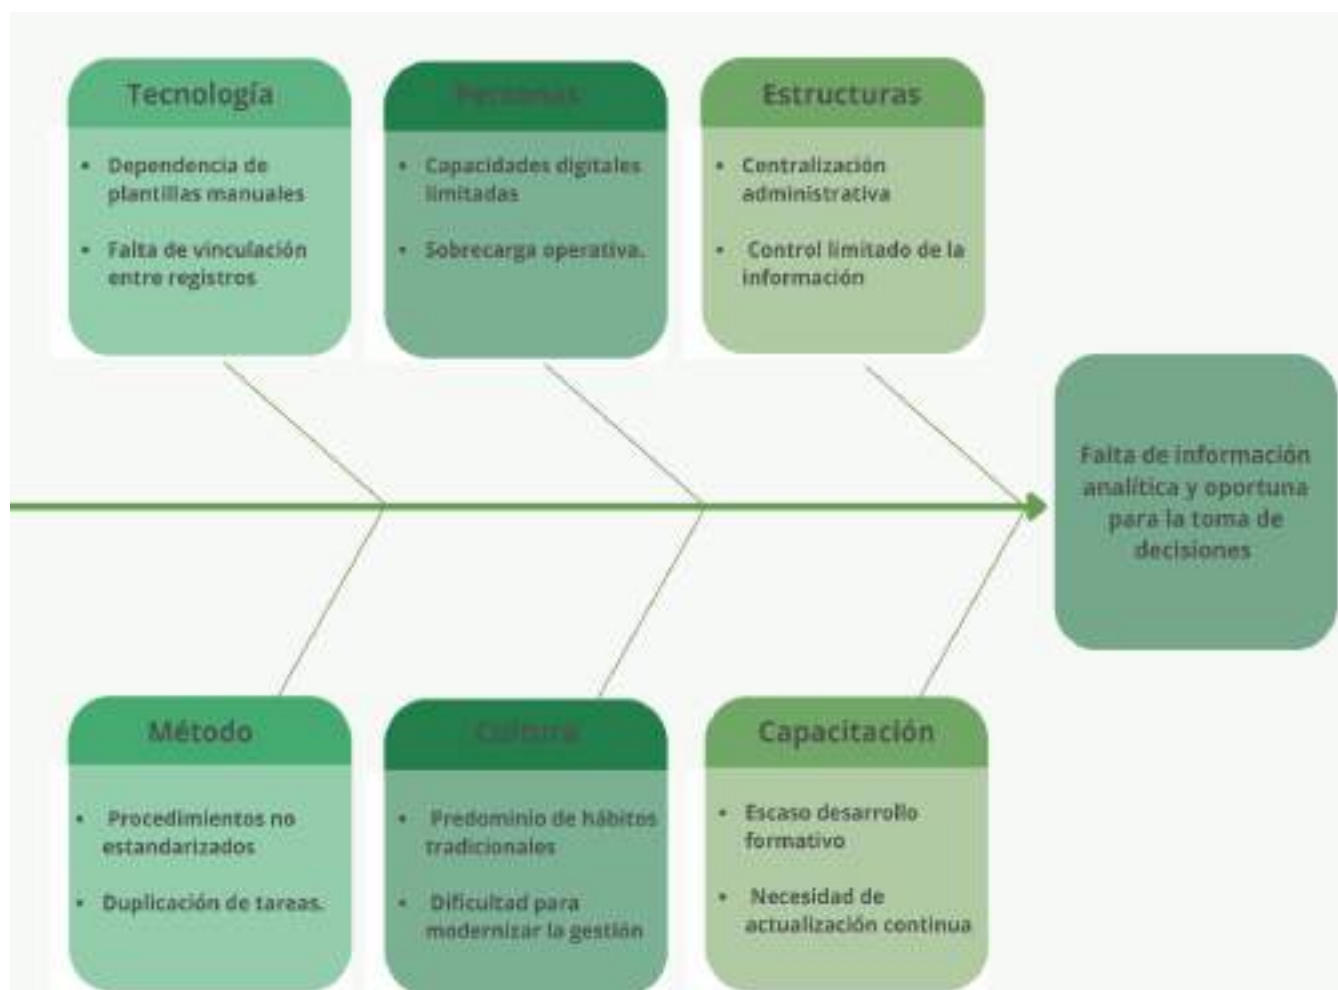 Tecnología
• Dependencia de
plantillas manuales
• Falta de vinculación
entre registros
Personas
• Capacidades digitales
limitadas
• Sobrecarga operativa.
Estructuras
• Centralización
administrativa
• Control limitado de la
información
Falta de información
analítica y oportuna
para la toma de
decisiones
Método
• Procedimientos no
estandarizados
• Duplicación de tareas.
Cultura
• Predominio de hábitos
tradicionales
• Dificultad para
modernizar la gestión
Capacitación
• Escaso desarrollo
formativo
• Necesidad de
actualización continua